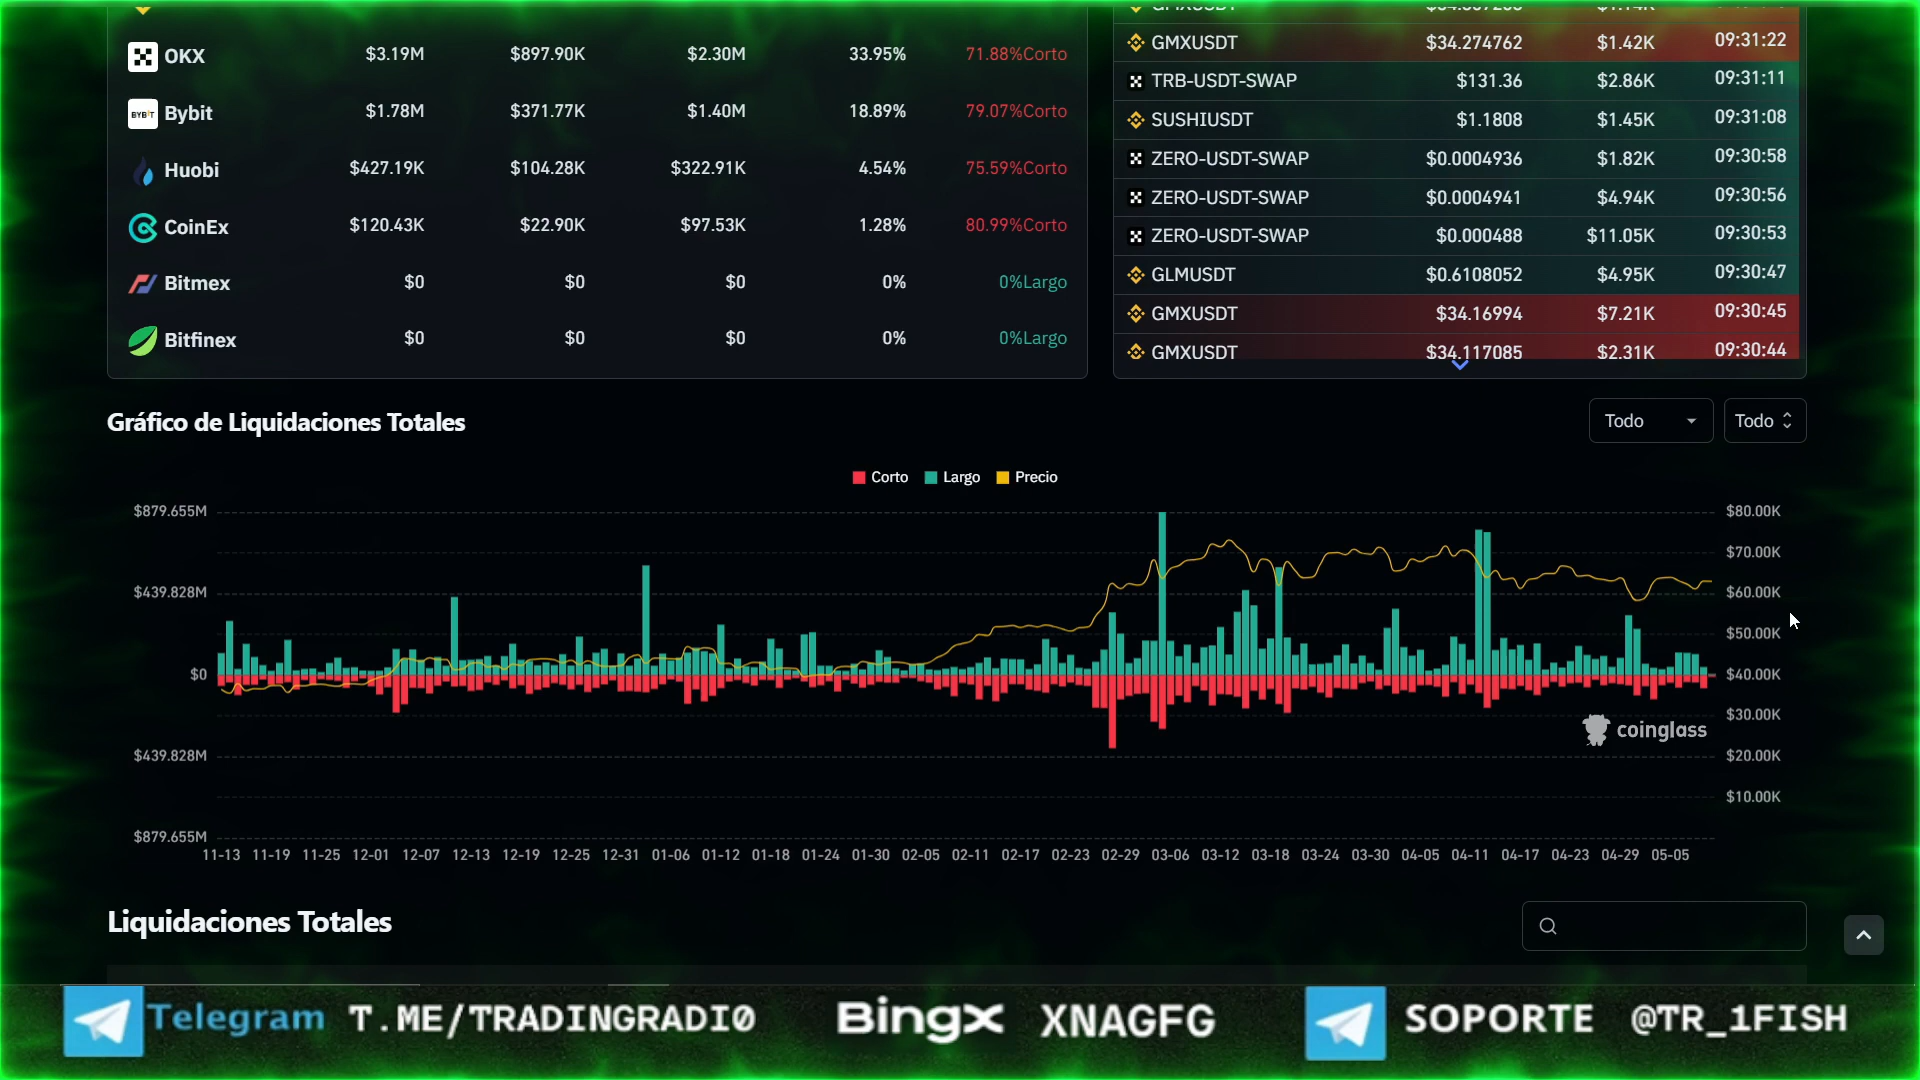 OKX $3.19M $897.90K $2.30M 33.95% 71.88%Corto
Bybit $1.78M $371.77K $1.40M 18.89% 79.07%Corto
Huobi $427.19K $104.28K $322.91K 4.54% 75.59%Corto
CoinEx $120.43K $22.90K $97.53K 1.28% 80.99%Corto
Bitmex $0 $0 $0 0% 0%Largo
Bitfinex $0 $0 $0 0% 0%Largo
GMXUSDT $34.274762 $1.42K 09:31:22
TRB-USDT-SWAP $131.36 $2.86K 09:31:11
SUSHIUSDT $1.1808 $1.45K 09:31:08
ZERO-USDT-SWAP $0.0004936 $1.82K 09:30:58
ZERO-USDT-SWAP $0.0004941 $4.94K 09:30:56
ZERO-USDT-SWAP $0.000488 $11.05K 09:30:53
GLMUSDT $0.6108052 $4.95K 09:30:47
GMXUSDT $34.16994 $7.21K 09:30:45
GMXUSDT $34.117085 $2.31K 09:30:44
Gráfico de Liquidaciones Totales
Todo Todo
Corto Largo Precio
$879.655M $80.00K
$70.00K
$439.828M $60.00K
$50.00K
$0 $40.00K
$30.00K
coinglass
$439.828M $20.00K
$10.00K
$879.655M
11-13 11-19 11-25 12-01 12-07 12-13 12-19 12-25 12-31 01-06 01-12 01-18 01-24 01-30 02-05 02-11 02-17 02-23 02-29 03-06 03-12 03-18 03-24 03-30 04-05 04-11 04-17 04-23 04-29 05-05
Liquidaciones Totales
Telegram T.ME/TRADINGRADI0 BingX XNAGFG SOPORTE @TR_1FISH